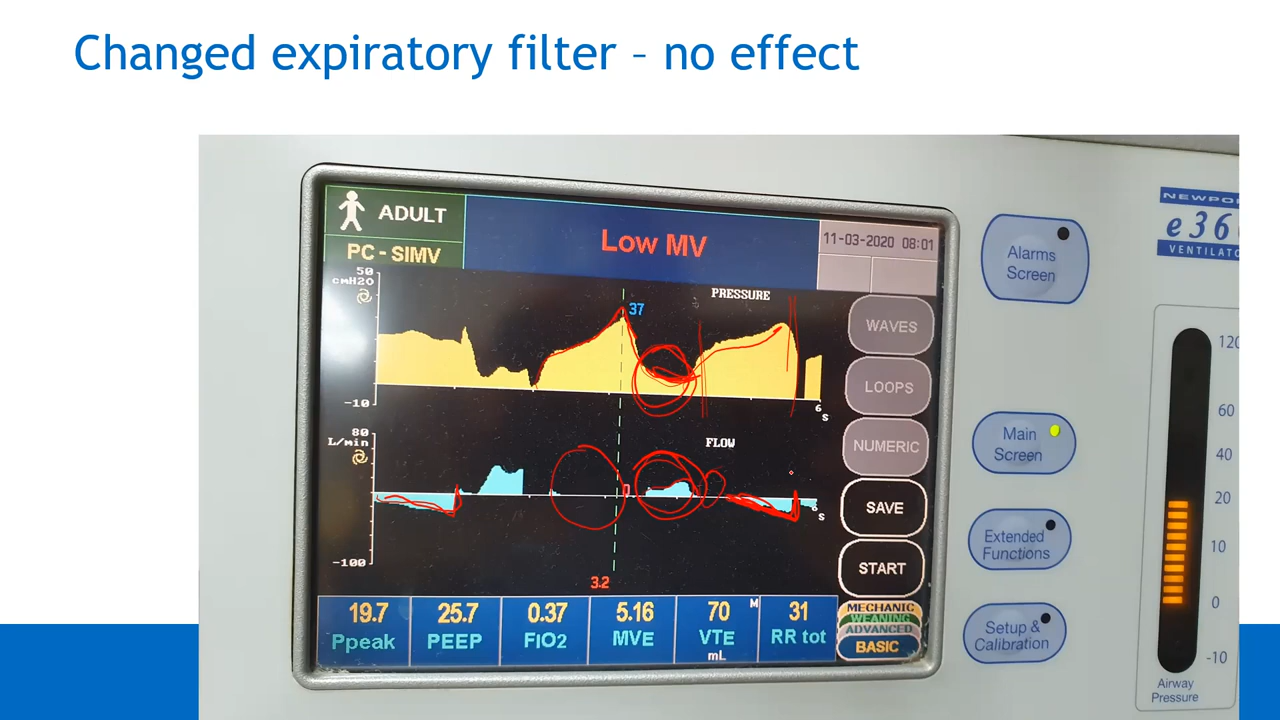 Changed expiratory filter – no effect
ADULT
PC - SIMV
Low MV
11-03-2020 08:01
50
cmH2O
-10
PRESSURE
37
6
s
80
L/min
-100
FLOW
0
s
3.2
WAVES
LOOPS
NUMERIC
SAVE
START
19.7
Ppeak
25.7
PEEP
0.37
FIO2
5.16
MVE
70 M
VTE
mL
31
RR tot
MECHANIC
WEANING
ADVANCED
BASIC
Alarms
Screen
Main
Screen
Extended
Functions
Setup &
Calibration
NEWPO
e36
VENTILATO
120
60
40
20
10
0
-10
Airway
Pressure